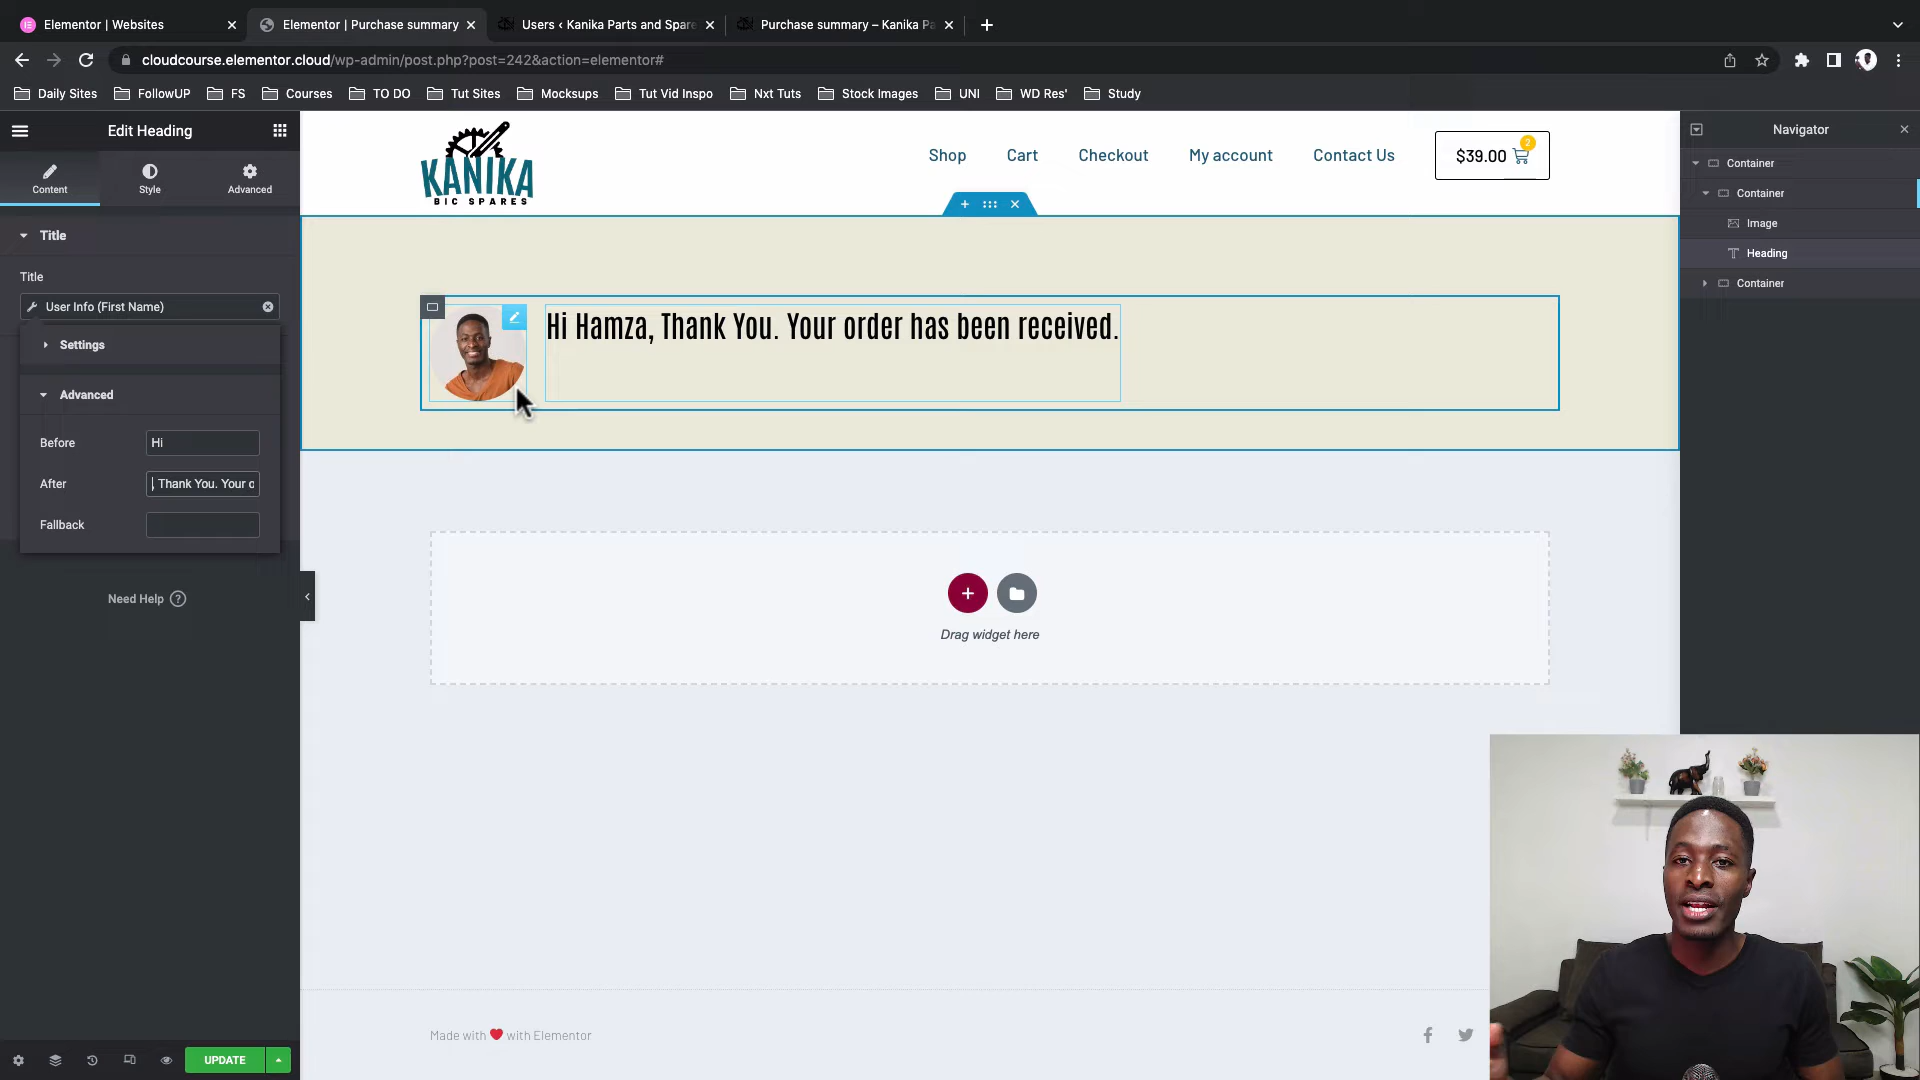 Elementor | Websites
Elementor | Purchase summary
Users ‹ Kanika Parts and Spare
Purchase summary – Kanika Pa
cloudcourse.elementor.cloud/wp-admin/post.php?post=242&action=elementor#
Daily Sites
FollowUP
FS
Courses
TO DO
Tut Sites
Mocksups
Tut Vid Inspo
Nxt Tuts
Stock Images
UNI
WD Res'
Study
Edit Heading
Content
Style
Advanced
Title
Title
User Info (First Name)
Settings
Advanced
Before
Hi
After
, Thank You. Your o
Fallback
Need Help ?
UPDATE
KANIKA
BIC SPARES
Shop
Cart
Checkout
My account
Contact Us
$39.00
2
Hi Hamza, Thank You. Your order has been received.
Drag widget here
Made with ❤ with Elementor
Navigator
Container
Container
Image
Heading
Container